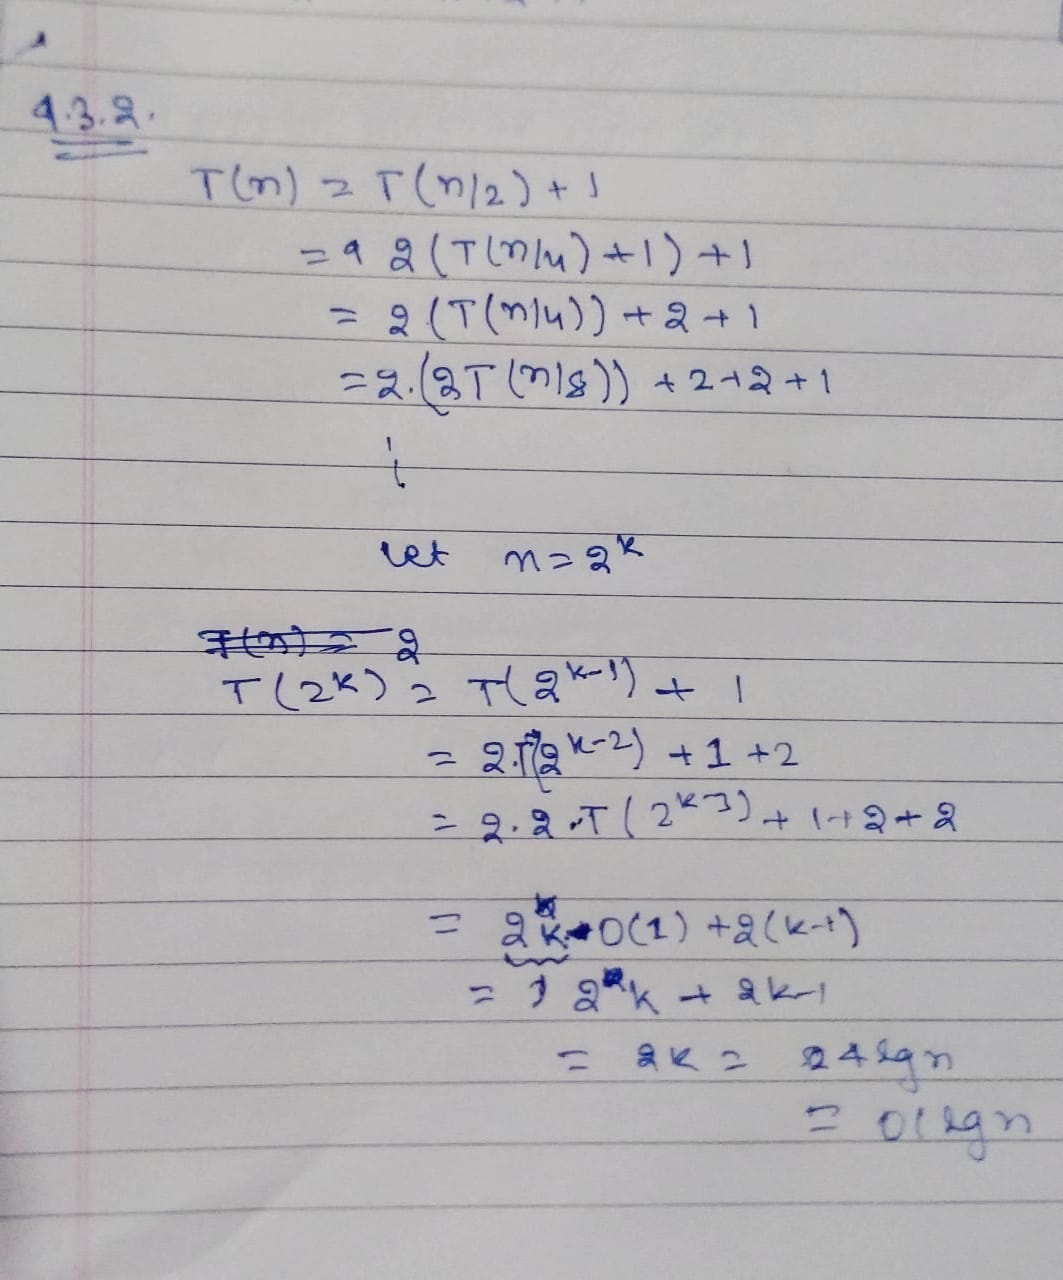 4.3.2.
T(n) = T(n/2) + 1
= 2(T(n/4) + 1) + 1
= 2(T(n/4)) + 2 + 1
= 2.(2T(n/8)) + 2 + 2 + 1
⋮
let n = 2^k
T(2^k) = T(2^k-1) + 1
= 2.T(2^k-2) + 1 + 2
= 2.2.T(2^k-3) + 1 + 2 + 2
= 2 k O(1) + 2(k-1)
= 2 k + 2k-1
= 2k = 4 lg n
= O(lg n